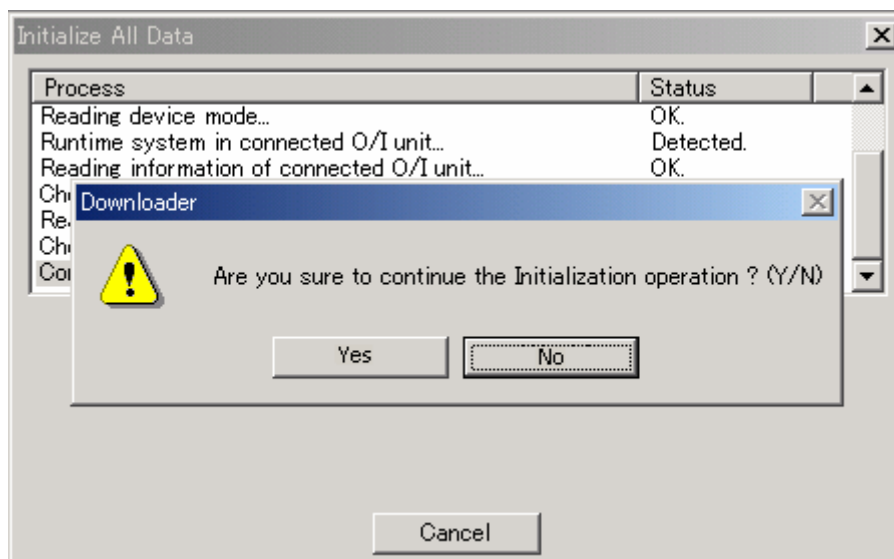 Initialize All Data
Process Status
Reading device mode... OK.
Runtime system in connected O/I unit... Detected.
Reading information of connected O/I unit... OK.
Downloader
Are you sure to continue the Initialization operation ? (Y/N)
Yes No
Cancel